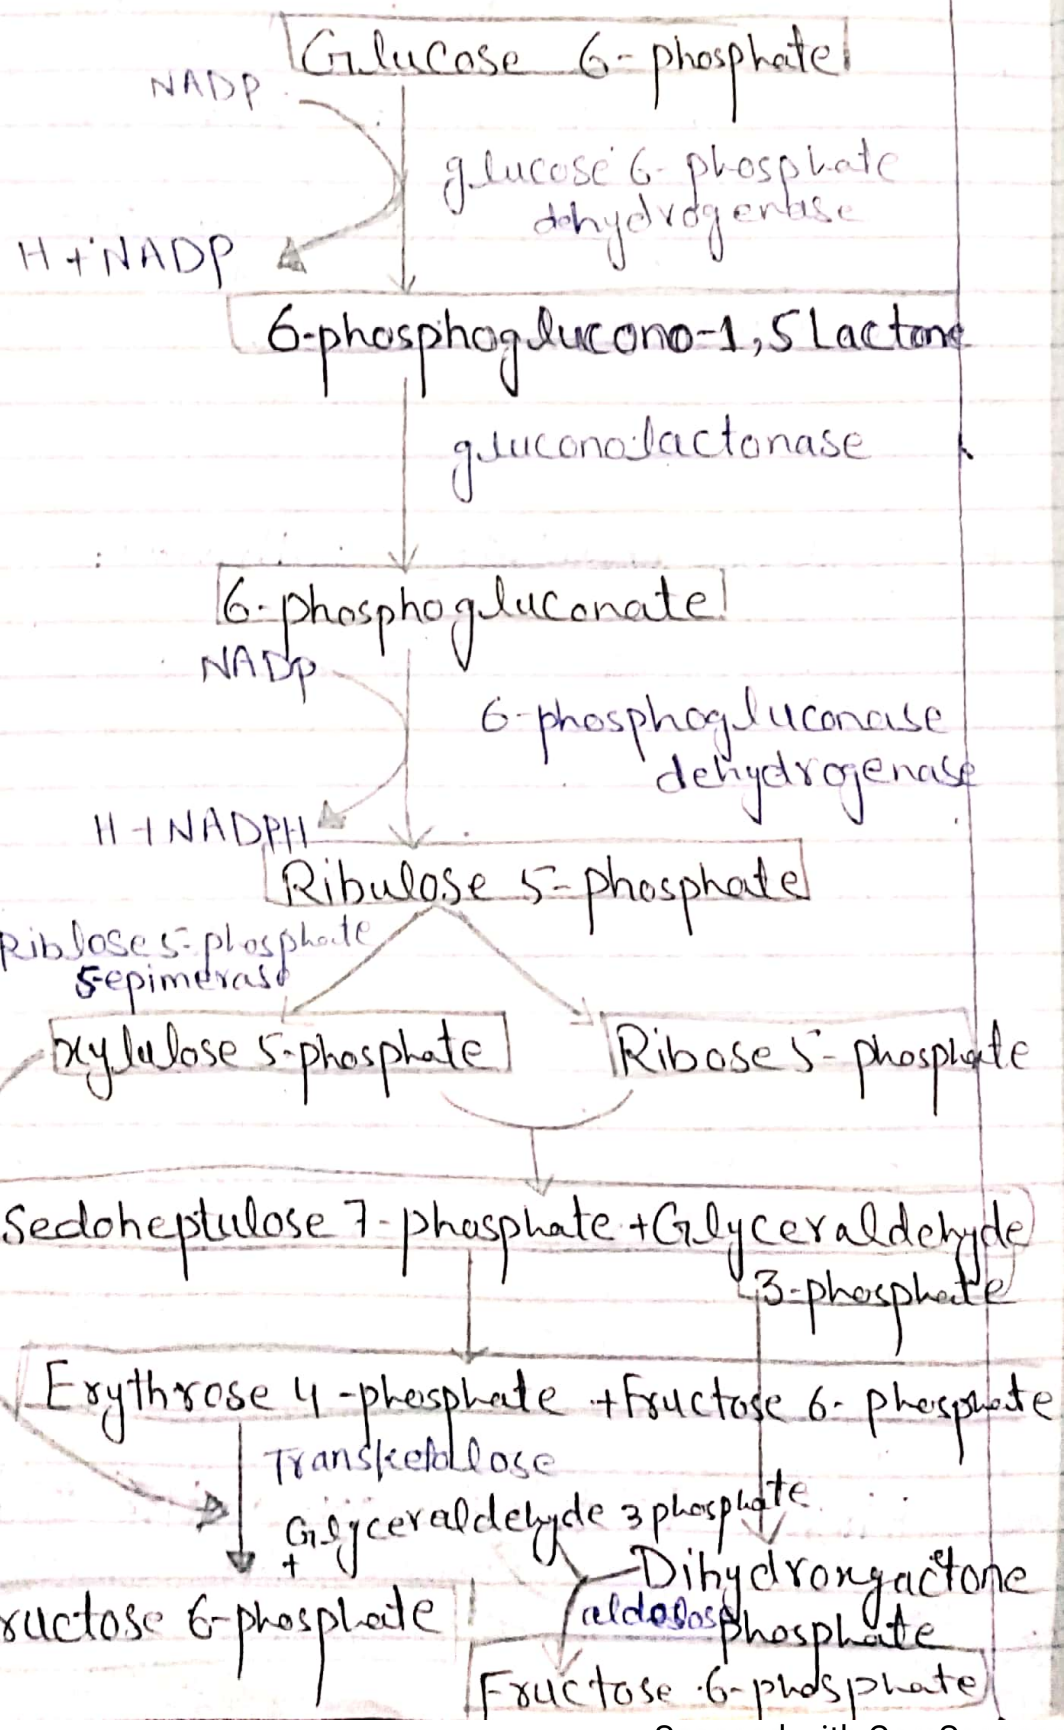 Glucose 6-phosphate
NADP
glucose 6-phosphate
dehydrogenase
H+NADP
6-phosphoglucono-1,5 Lactone
gluconolactonase
6-phosphogluconate
NADP
6-phosphogluconase
dehydrogenase
H+NADPH
Ribulose 5-phosphate
Riblose 5-phosphate
5-epimerase
xylulose 5-phosphate
Ribose 5-phosphate
Sedoheptulose 7-phosphate + Glyceraldehyde
3-phosphate
Erythrose 4-phosphate + Fructose 6-phosphate
Glyceraldehyde 3 phosphate
+
Dihydroxyactone
phosphate
ructose 6-phosphate
Fructose 6-phosphate